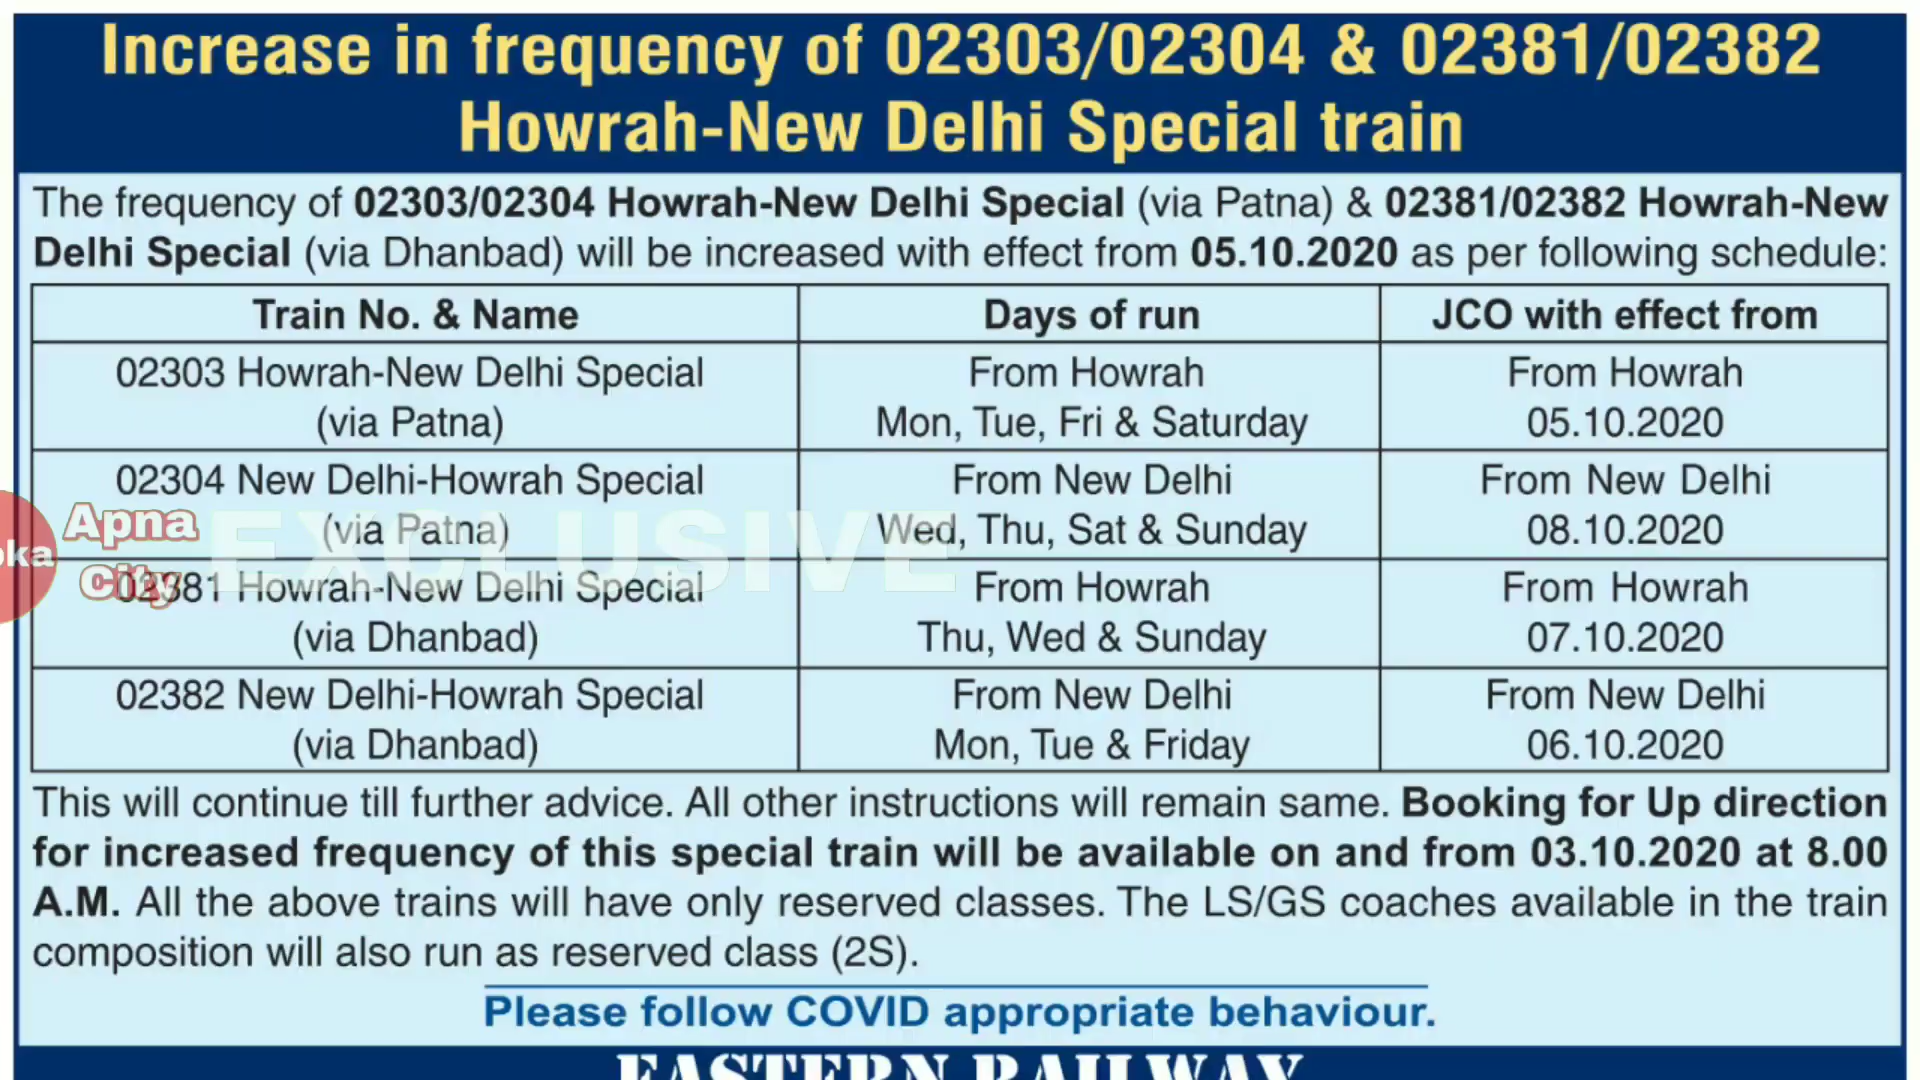 Increase in frequency of 02303/02304 & 02381/02382
Howrah-New Delhi Special train
The frequency of 02303/02304 Howrah-New Delhi Special (via Patna) & 02381/02382 Howrah-New
Delhi Special (via Dhanbad) will be increased with effect from 05.10.2020 as per following schedule:
Train No. & Name Days of run JCO with effect from
02303 Howrah-New Delhi Special From Howrah From Howrah
(via Patna) Mon, Tue, Fri & Saturday 05.10.2020
02304 New Delhi-Howrah Special From New Delhi From New Delhi
(via Patna) Wed, Thu, Sat & Sunday 08.10.2020
02381 Howrah-New Delhi Special From Howrah From Howrah
(via Dhanbad) Thu, Wed & Sunday 07.10.2020
02382 New Delhi-Howrah Special From New Delhi From New Delhi
(via Dhanbad) Mon, Tue & Friday 06.10.2020
Apna
City
EXCLUSIVE
This will continue till further advice. All other instructions will remain same. Booking for Up direction
for increased frequency of this special train will be available on and from 03.10.2020 at 8.00
A.M. All the above trains will have only reserved classes. The LS/GS coaches available in the train
composition will also run as reserved class (2S).
Please follow COVID appropriate behaviour.
EASTERN RAILWAY